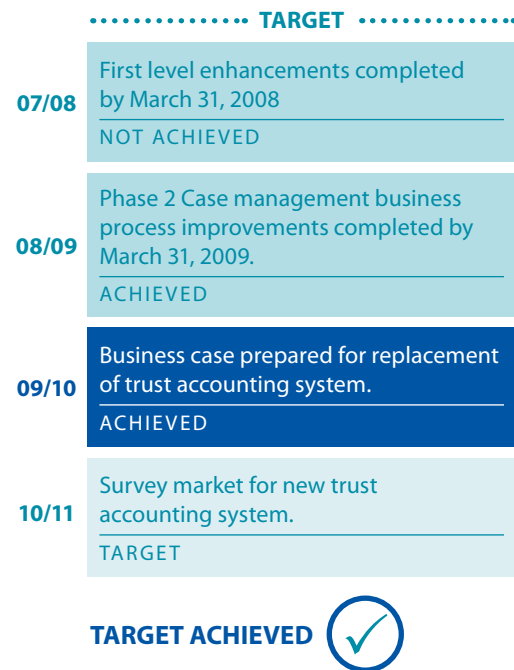 TARGET
07/08
First level enhancements completed
by March 31, 2008
NOT ACHIEVED
08/09
Phase 2 Case management business
process improvements completed by
March 31, 2009.
ACHIEVED
09/10
Business case prepared for replacement
of trust accounting system.
ACHIEVED
10/11
Survey market for new trust
accounting system.
TARGET
TARGET ACHIEVED